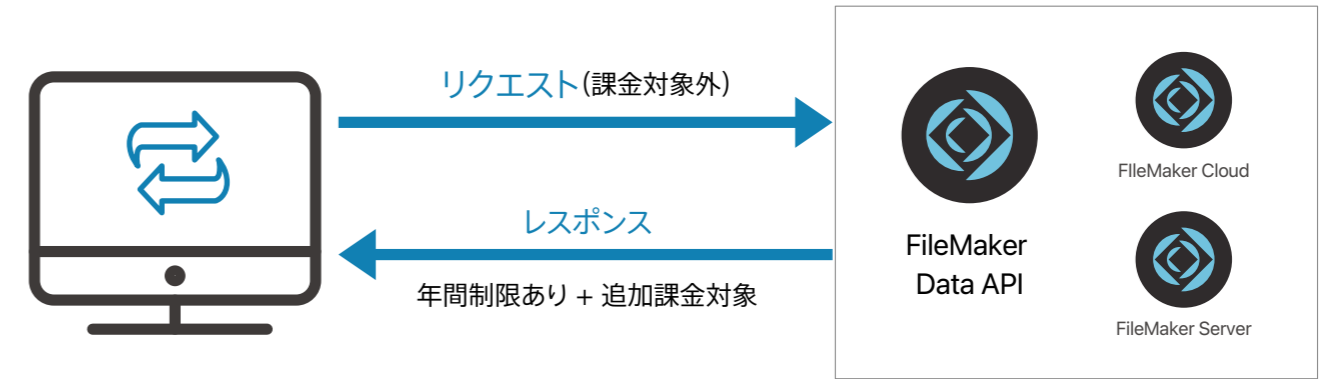 リクエスト(課金対象外)
レスポンス
年間制限あり + 追加課金対象
FileMaker
Data API
FIleMaker Cloud
FileMaker Server